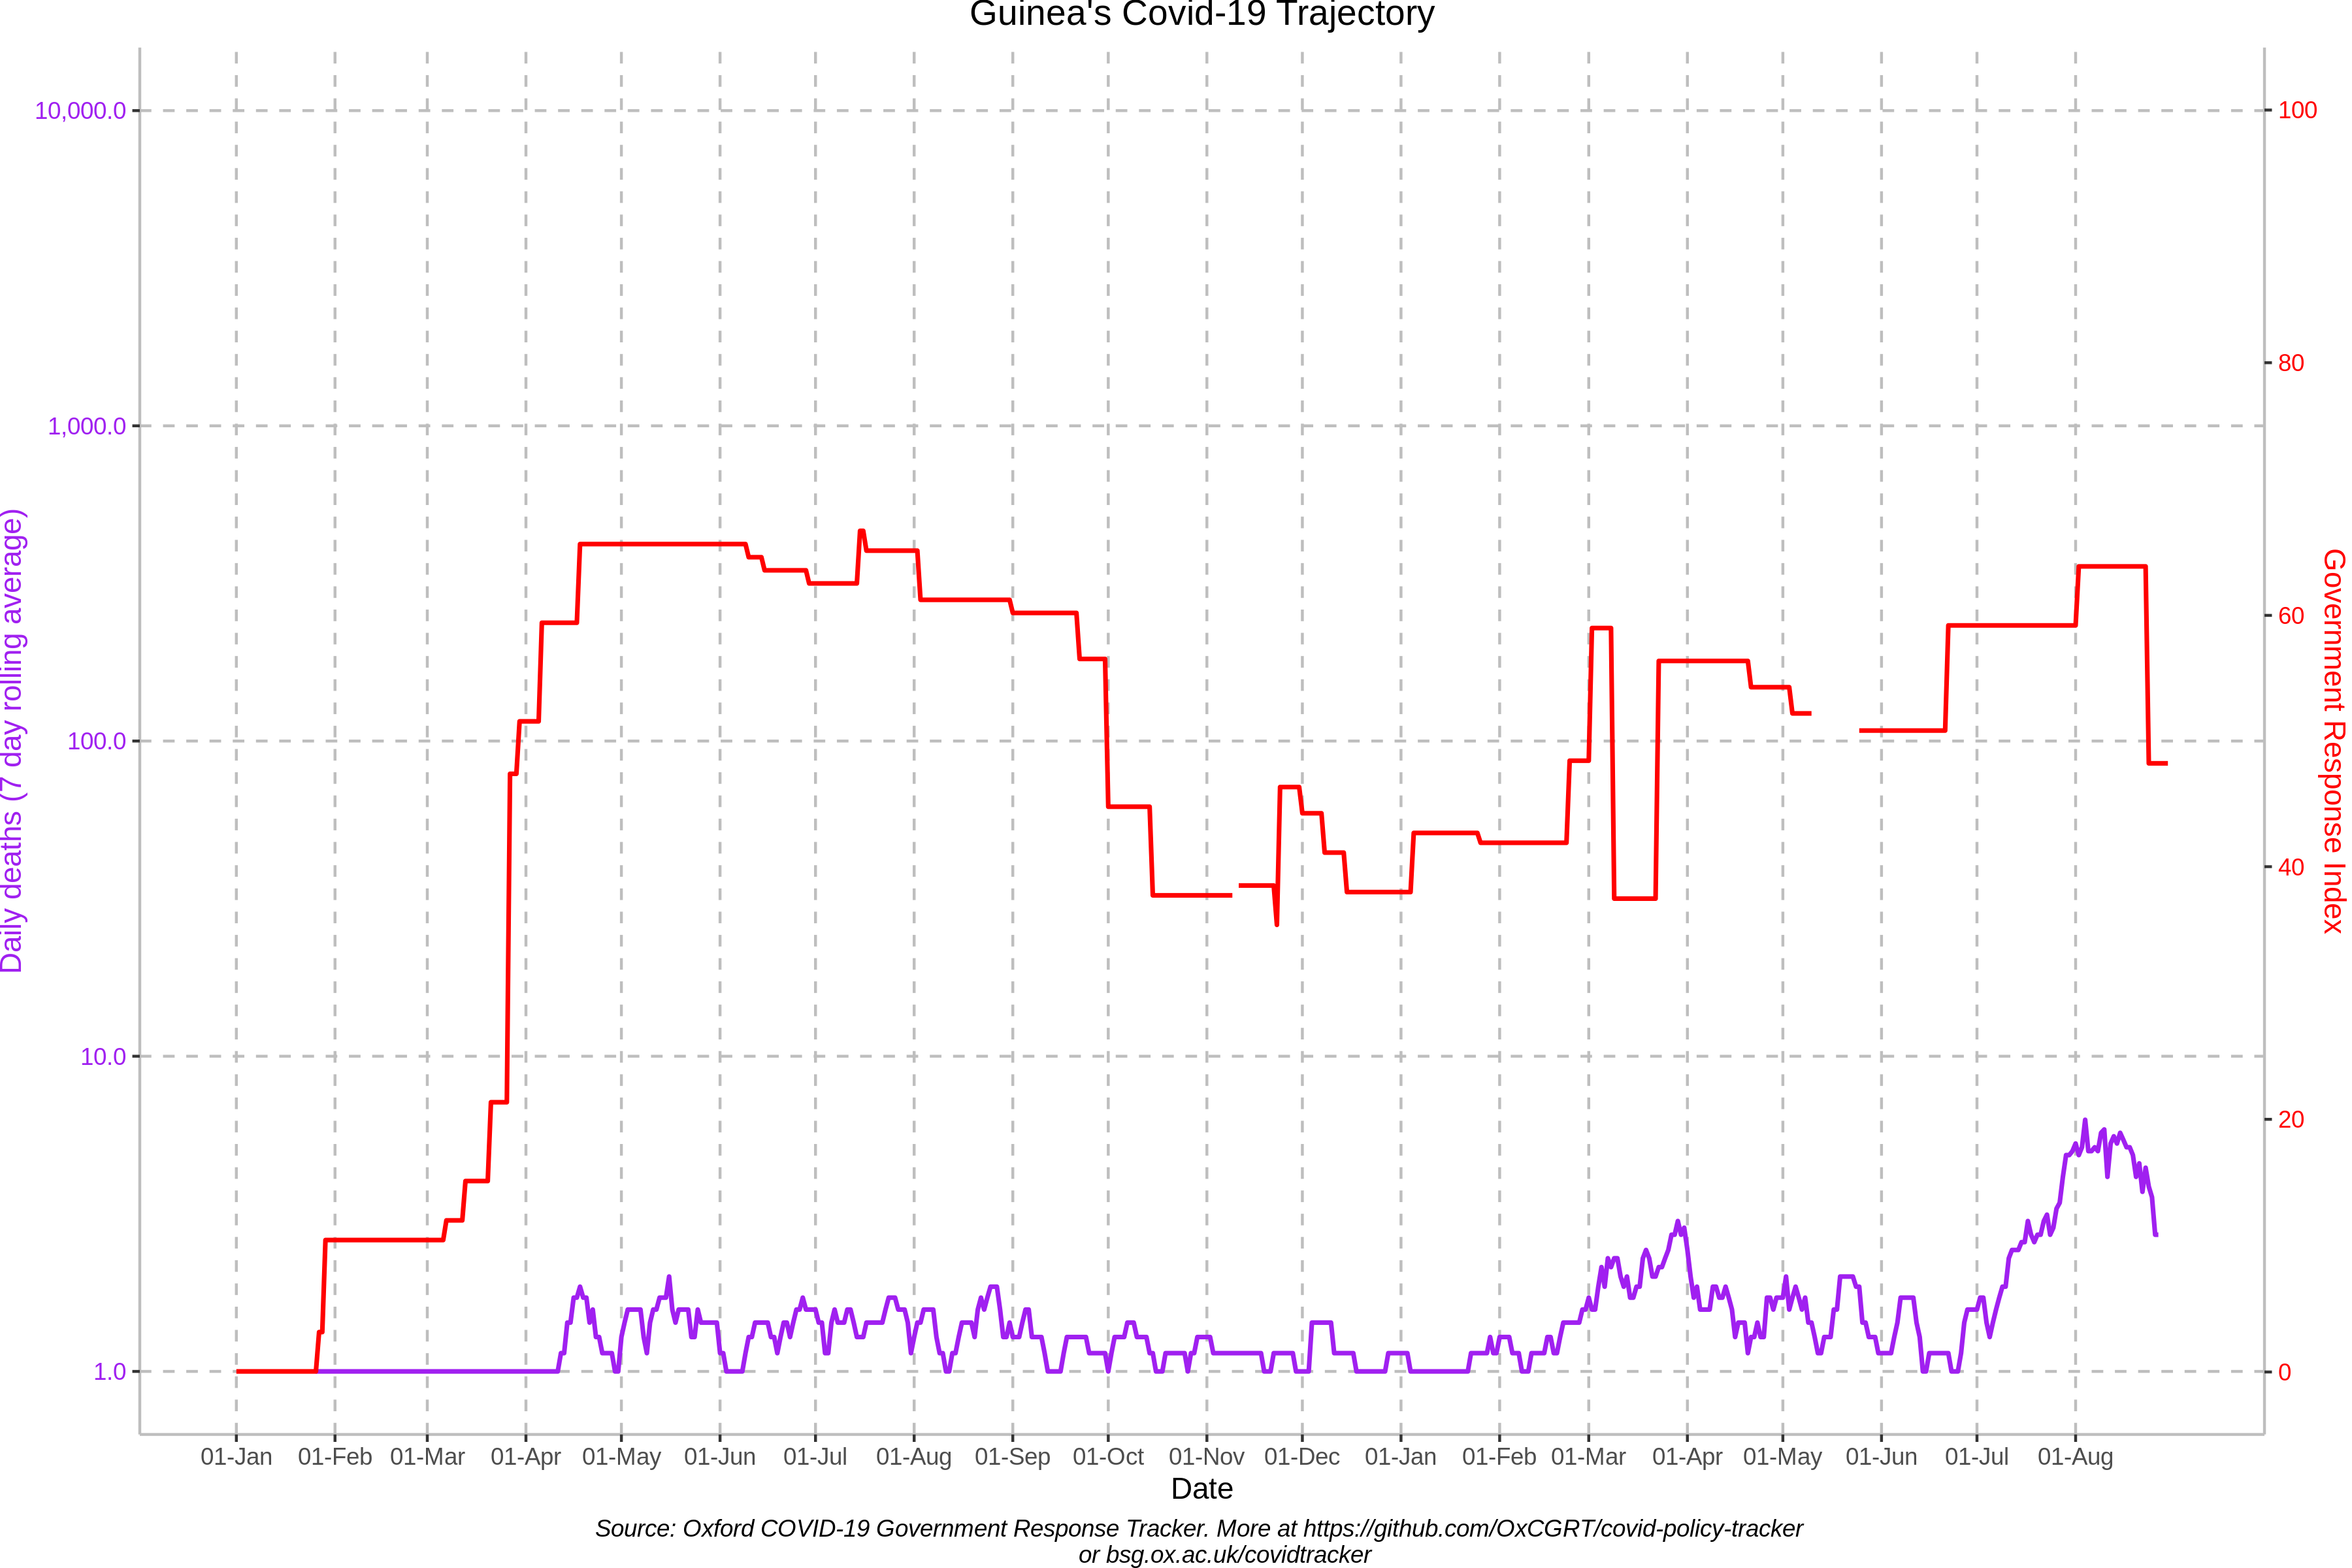 Guinea's Covid-19 Trajectory
10,000.0
1,000.0
100.0
10.0
1.0
Daily deaths (7 day rolling average)
100
80
60
40
20
0
Government Response Index
01-Jan 01-Feb 01-Mar 01-Apr 01-May 01-Jun 01-Jul 01-Aug 01-Sep 01-Oct 01-Nov 01-Dec 01-Jan 01-Feb 01-Mar 01-Apr 01-May 01-Jun 01-Jul 01-Aug
Date
Source: Oxford COVID-19 Government Response Tracker. More at https://github.com/OxCGRT/covid-policy-tracker
or bsg.ox.ac.uk/covidtracker